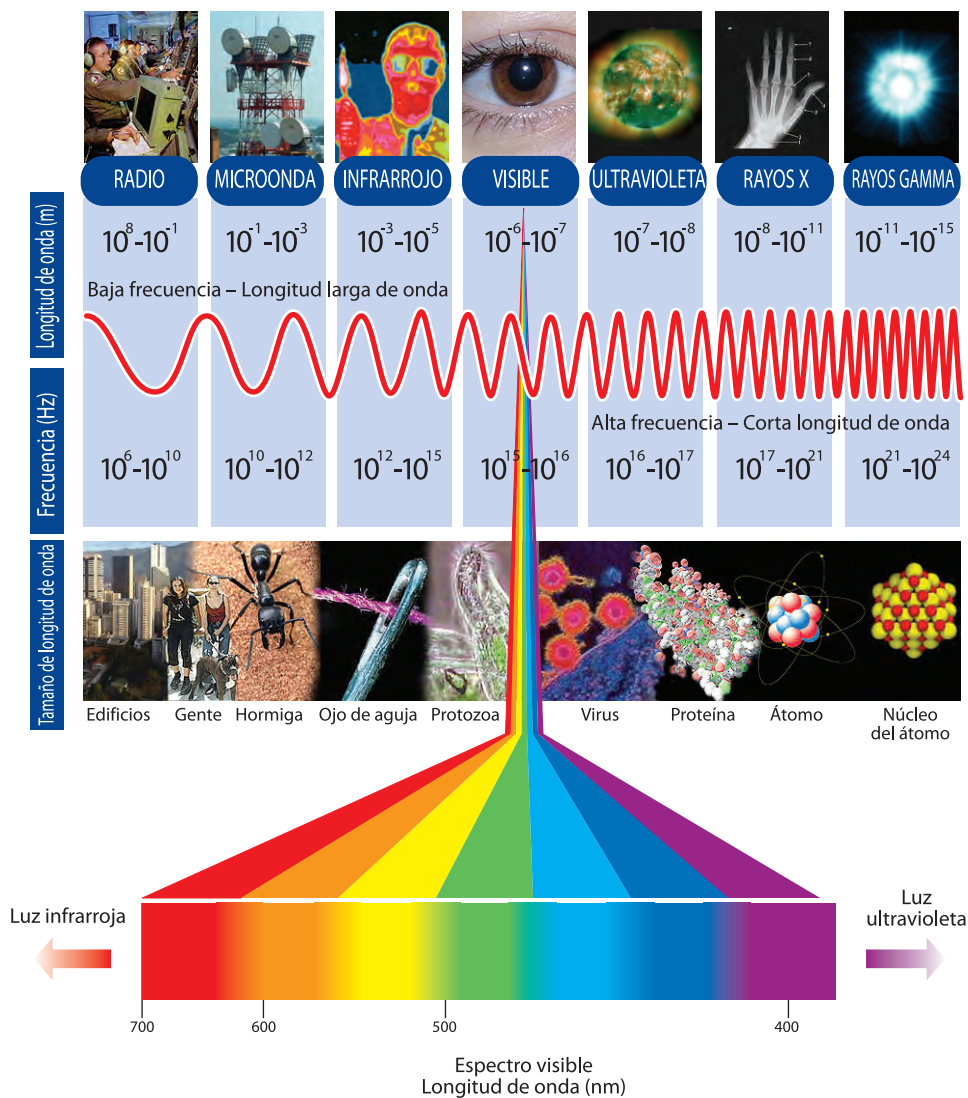 RADIO
MICROONDA
INFRARROJO
VISIBLE
ULTRAVIOLETA
RAYOS X
RAYOS GAMMA
Longitud de onda (m)
10⁸-10⁻¹
10⁻¹-10⁻³
10⁻³-10⁻⁵
10⁻⁶-10⁻⁷
10⁻⁷-10⁻⁸
10⁻⁸-10⁻¹¹
10⁻¹¹-10⁻¹⁵
Baja frecuencia – Longitud larga de onda
Alta frecuencia – Corta longitud de onda
Frecuencia (Hz)
10⁶-10¹⁰
10¹⁰-10¹²
10¹²-10¹⁵
10¹⁵-10¹⁶
10¹⁶-10¹⁷
10¹⁷-10²¹
10²¹-10²⁴
Tamaño de longitud de onda
Edificios
Gente
Hormiga
Ojo de aguja
Protozoa
Virus
Proteína
Átomo
Núcleo
del átomo
Luz infrarroja
Luz
ultravioleta
700
600
500
400
Espectro visible
Longitud de onda (nm)